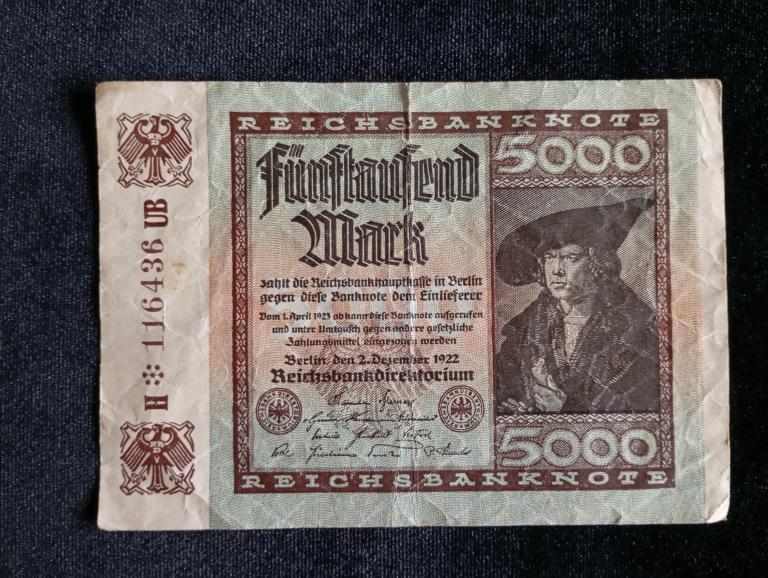 REICHSBANKNOTE
5000
Fünftausend
Mark
zahlt die Reichsbankhauptkasse in Berlin
gegen diese Banknote dem Einlieferer
Vom 1. April 1923 ab kann diese Banknote aufgerufen
und unter Umtausch gegen andere gesetzliche
Zahlungsmittel eingezogen werden
Berlin, den 2. Dezember 1922
Reichsbankdirektorium
5000
REICHSBANKNOTE
H 116436 UB